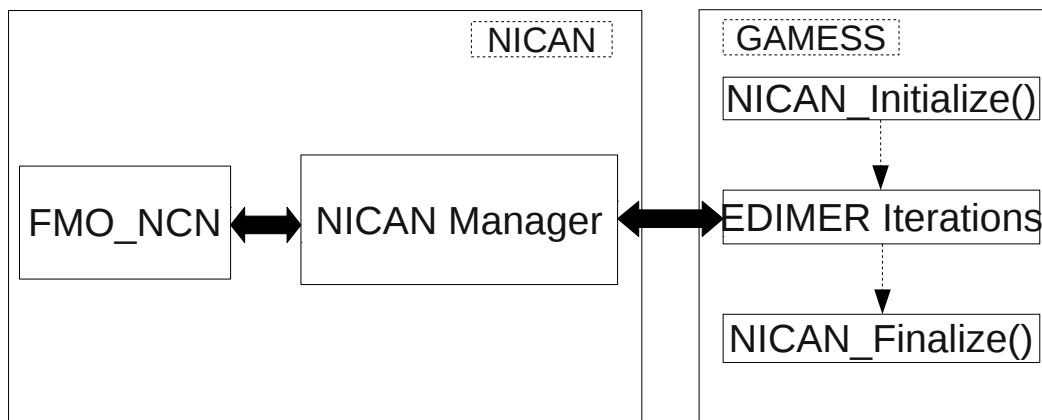 NICAN
FMO_NCN
NICAN Manager
GAMESS
NICAN_Initialize()
EDIMER Iterations
NICAN_Finalize()